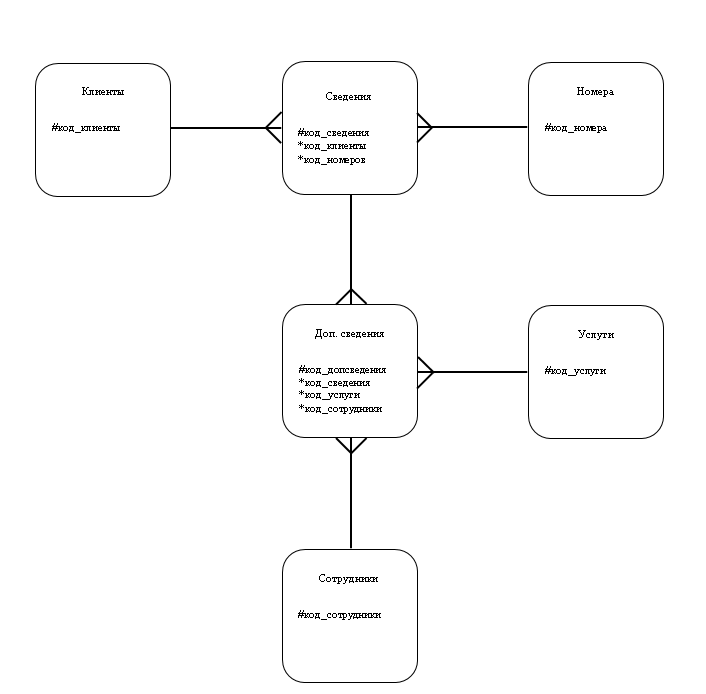 Клиенты
#код_клиенты
Сведения
#код_сведения
*код_клиенты
*код_номеров
Номера
#код_номера
Доп. сведения
#код_допсведения
*код_сведения
*код_услуги
*код_сотрудники
Услуги
#код_услуги
Сотрудники
#код_сотрудники